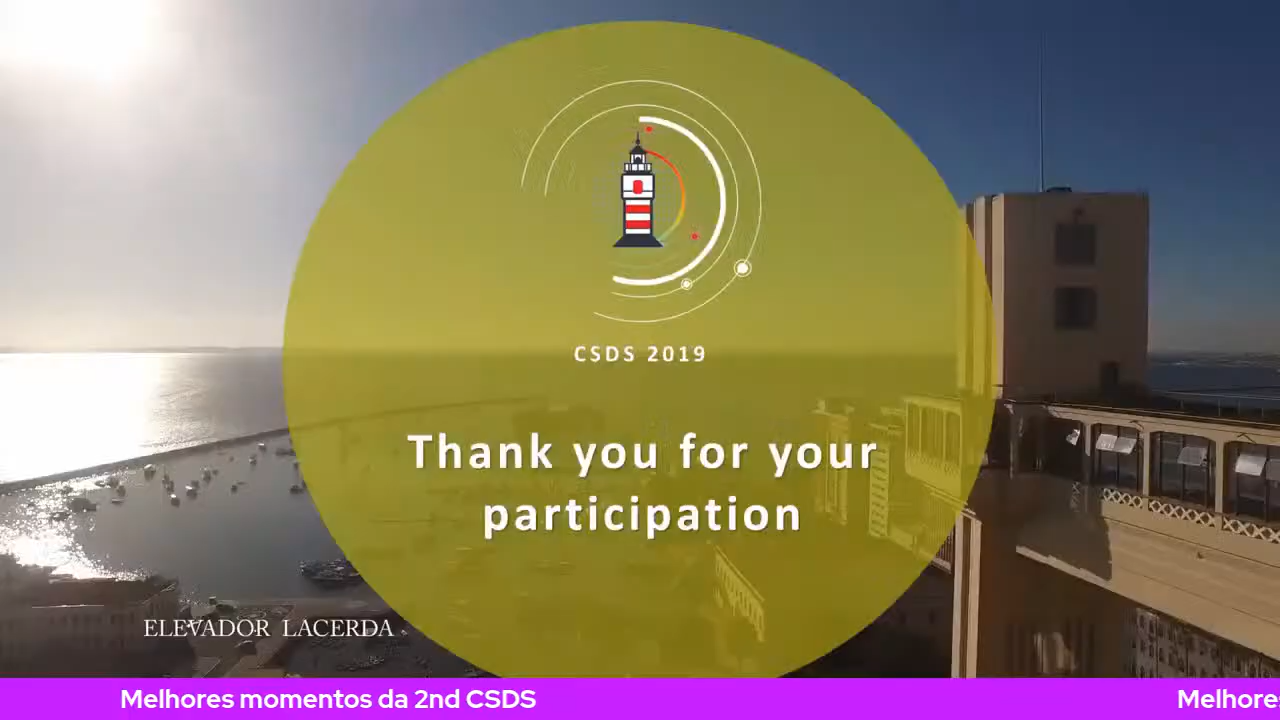 CSDS 2019
Thank you for your
participation
ELEVADOR LACERDA
Melhores momentos da 2nd CSDS
Melhores